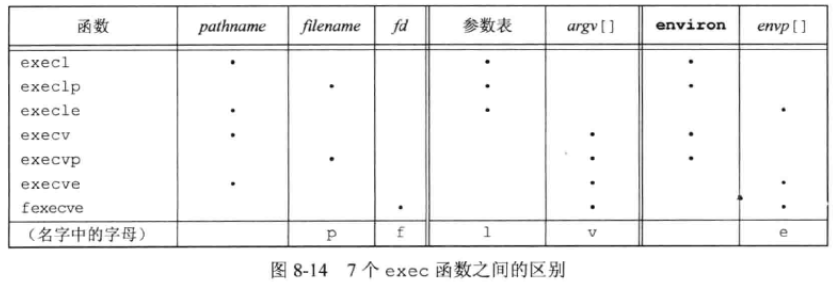 函数 pathname filename fd 参数表 argv[] environ envp[]
execl • • •
execlp • • •
execle • • •
execv • • •
execvp • • •
execve • • •
fexecve • • •
(名字中的字母) p f l v e
图 8-14 7 个 exec 函数之间的区别